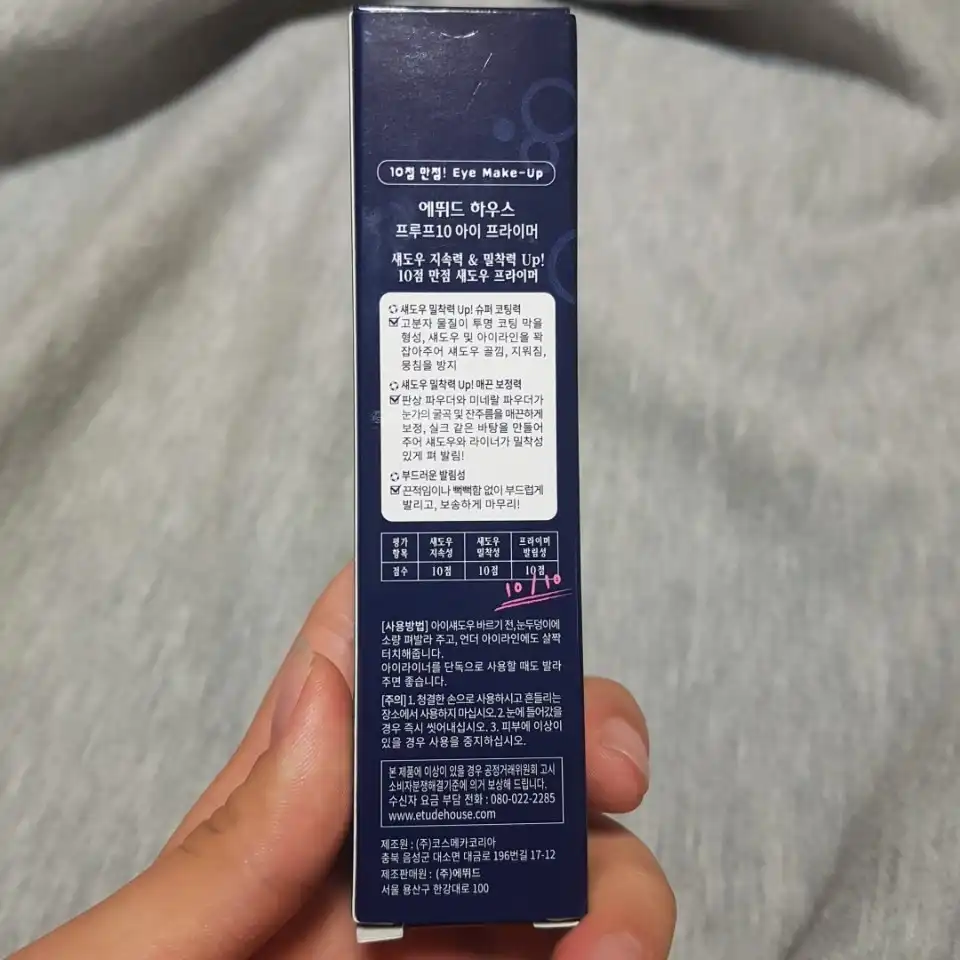 10점 만점! Eye Make-Up
에뛰드 하우스
프루프10 아이 프라이머
섀도우 지속력 & 밀착력 Up!
10점 만점 섀도우 프라이머
섀도우 밀착력 Up! 슈퍼 코팅력
고분자 물질이 투명 코팅 막을
형성, 섀도우 및 아이라인을 꽉
잡아주어 섀도우 골낌, 지워짐,
뭉침을 방지
섀도우 밀착력 Up! 매끈 보정력
판상 파우더와 미네랄 파우더가
눈가의 굴곡 및 잔주름을 매끈하게
보정, 실크 같은 바탕을 만들어
주어 섀도우와 라이너가 밀착성
있게 펴 발림!
부드러운 발림성
끈적임이나 뻑뻑함 없이 부드럽게
발리고, 보송하게 마무리!
평가 항목 섀도우 지속성 섀도우 밀착성 프라이머 발림성
점수 10점 10점 10점
10/10
[사용방법] 아이섀도우 바르기 전, 눈두덩이에
소량 펴발라 주고, 언더 아이라인에도 살짝
터치해줍니다.
아이라이너를 단독으로 사용할 때도 발라
주면 좋습니다.
[주의] 1. 청결한 손으로 사용하시고 흔들리는
장소에서 사용하지 마십시오. 2. 눈에 들어갔을
경우 즉시 씻어내십시오. 3. 피부에 이상이
있을 경우 사용을 중지하십시오.
본 제품에 이상이 있을 경우 공정거래위원회 고시
소비자분쟁해결기준에 의거 보상해 드립니다.
수신자 요금 부담 전화 : 080-022-2285
www.etudehouse.com
제조원 : (주)코스메카코리아
충북 음성군 대소면 대금로 196번길 17-12
제조판매원 : (주)에뛰드
서울 용산구 한강대로 100